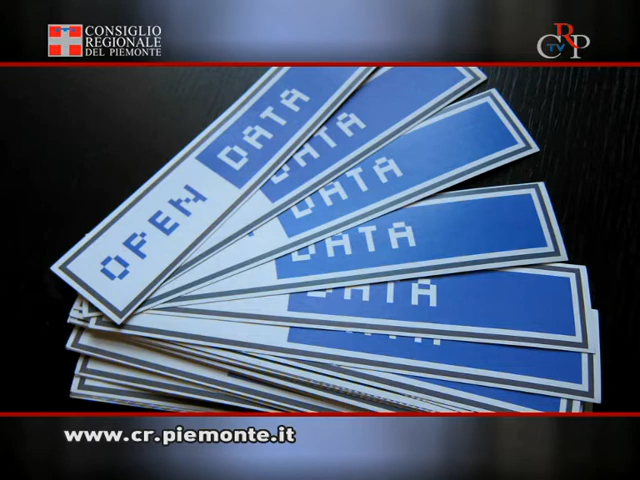 CONSIGLIO
REGIONALE
DEL PIEMONTE
CRP
TV
OPEN DATA
DATA
DATA
DATA
DATA
www.cr.piemonte.it